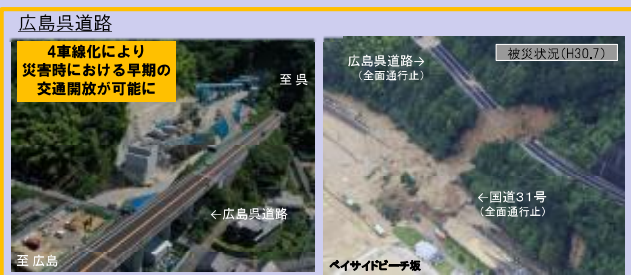 広島呉道路
4車線化により
災害時における早期の
交通開放が可能に
至 呉
←広島呉道路
至 広島
被災状況(H30.7)
広島呉道路→
(全面通行止)
←国道31号
(全面通行止)
ベイサイドビーチ坂